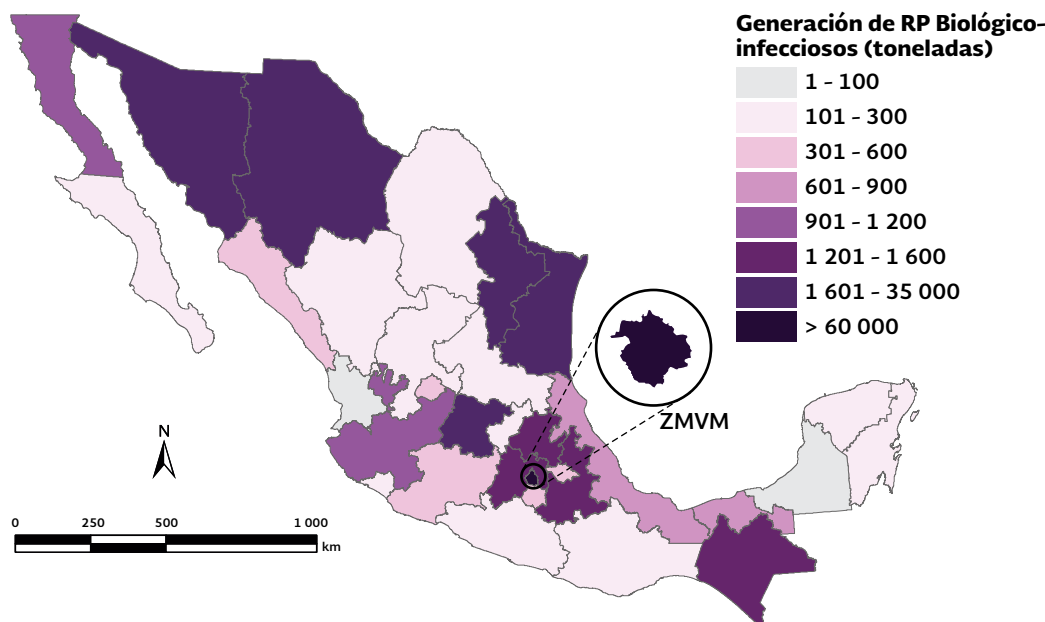 Generación de RP Biológico-
infecciosos (toneladas)
1 - 100
101 - 300
301 - 600
601 - 900
901 - 1 200
1 201 - 1 600
1 601 - 35 000
> 60 000
ZMVM
N
0 250 500 1 000
km